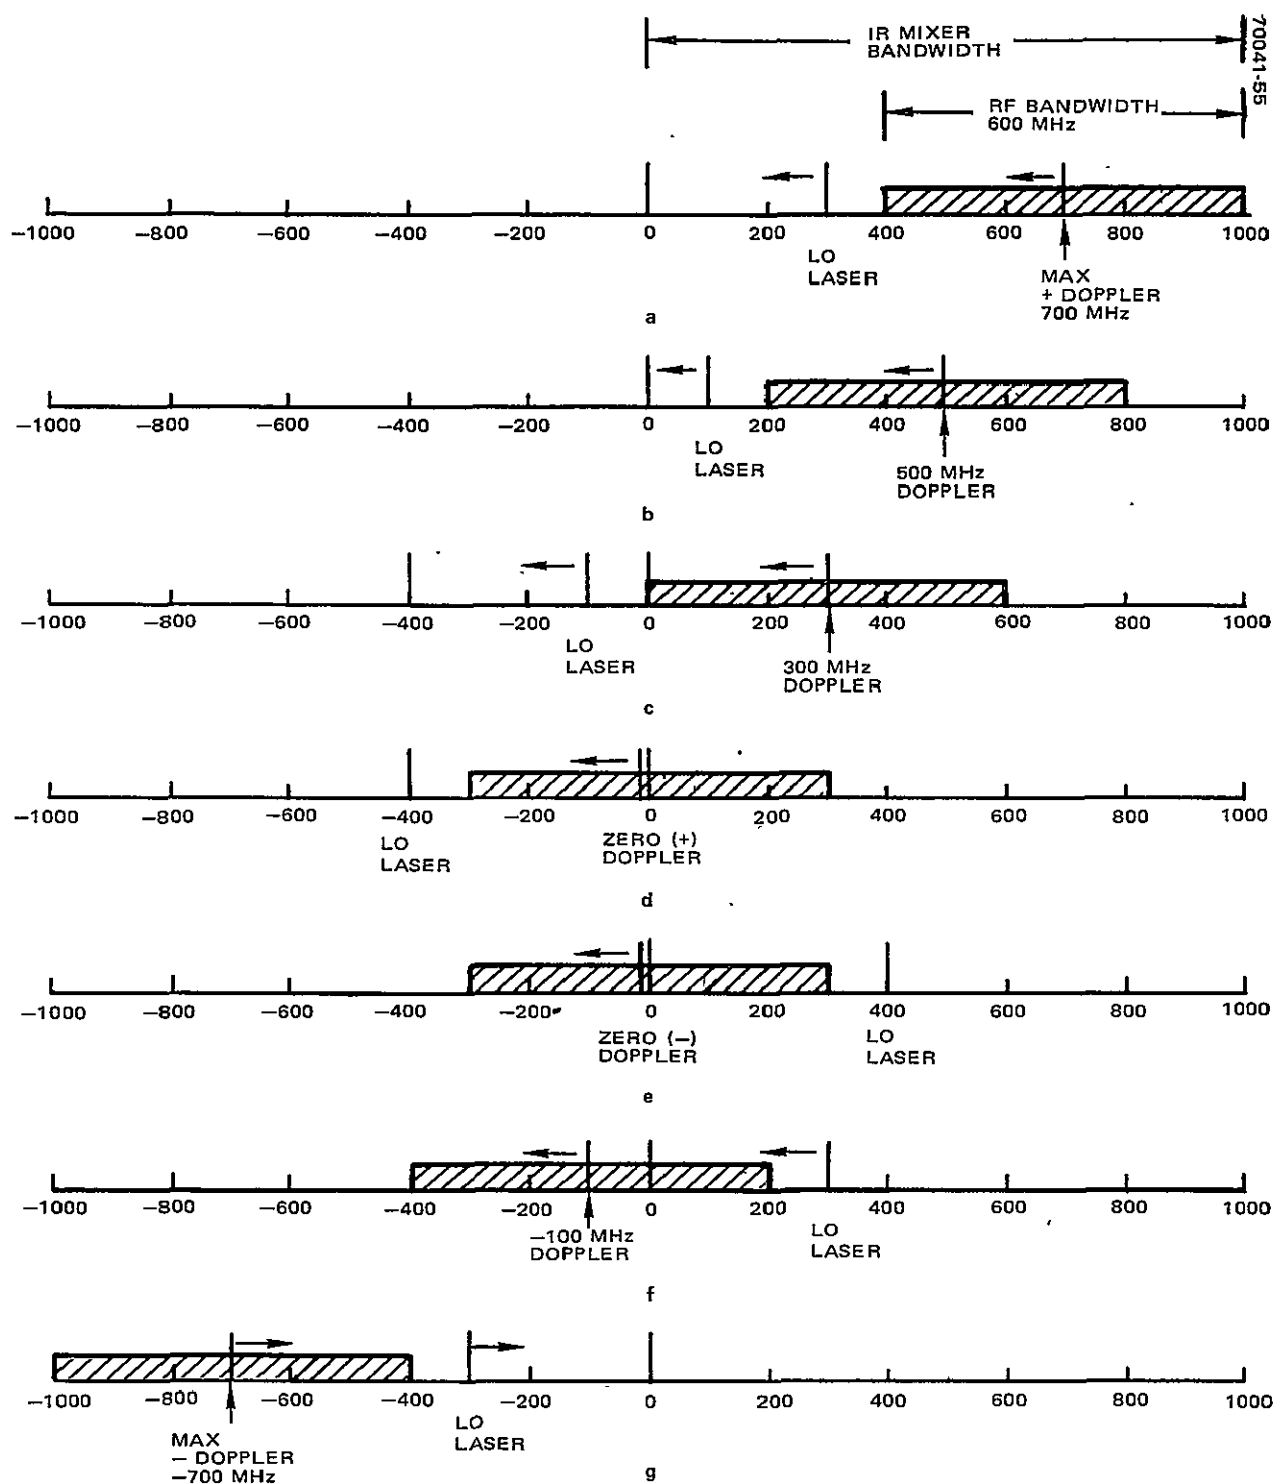 70041-55
IR MIXER
BANDWIDTH
RF BANDWIDTH
600 MHz
−1000 −800 −600 −400 −200 0 200 400 600 800 1000
LO
LASER
MAX
+ DOPPLER
700 MHz
a
−1000 −800 −600 −400 −200 0 200 400 600 800 1000
LO
LASER
500 MHz
DOPPLER
b
−1000 −800 −600 −400 −200 0 200 400 600 800 1000
LO
LASER
300 MHz
DOPPLER
c
−1000 −800 −600 −400 −200 0 200 400 600 800 1000
LO
LASER
ZERO (+)
DOPPLER
d
−1000 −800 −600 −400 −200 0 200 400 600 800 1000
ZERO (−)
DOPPLER
LO
LASER
e
−1000 −800 −600 −400 −200 0 200 400 600 800 1000
−100 MHz
DOPPLER
LO
LASER
f
−1000 −800 −600 −400 −200 0 200 400 600 800 1000
MAX
− DOPPLER
−700 MHz
LO
LASER
g